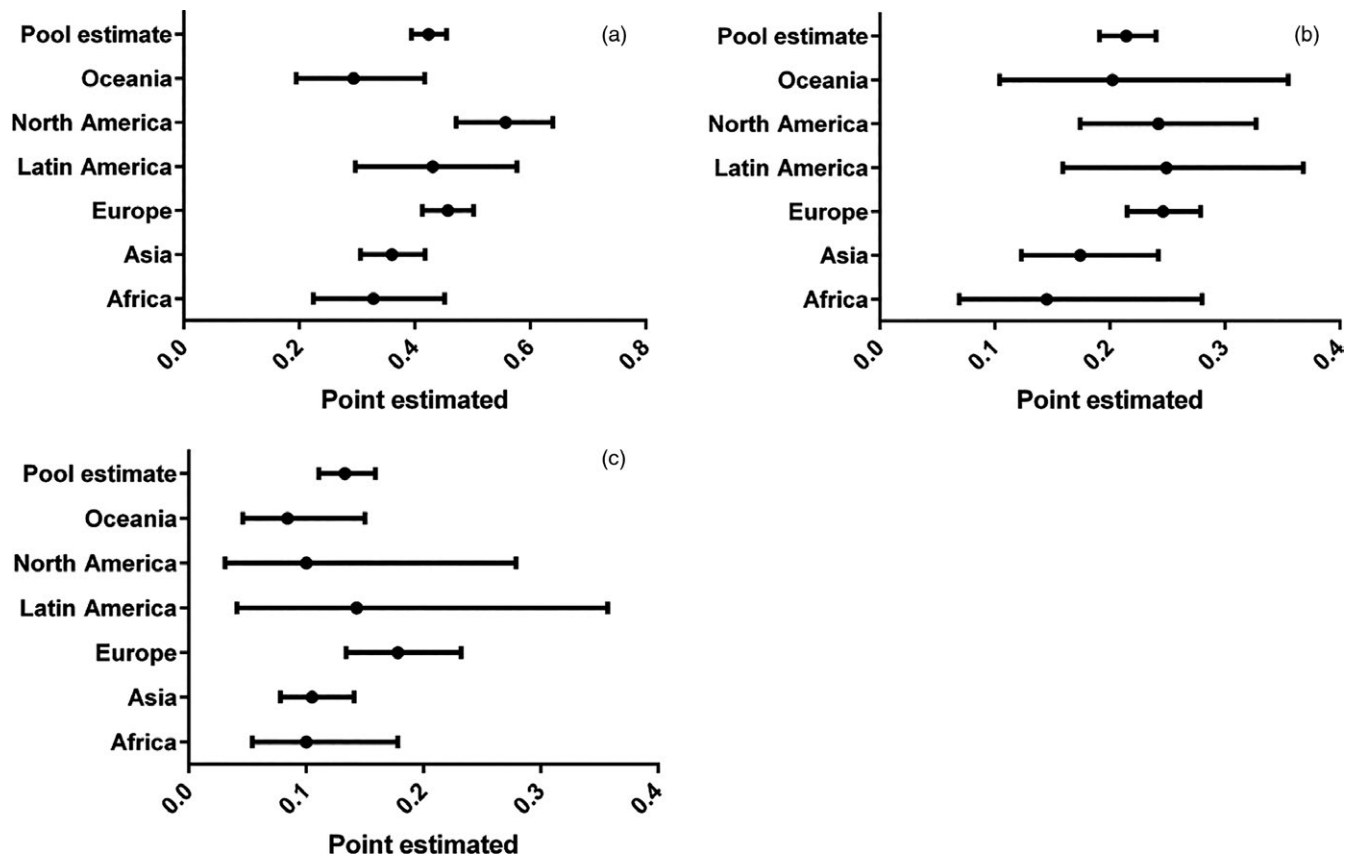 (a)
Pool estimate
Oceania
North America
Latin America
Europe
Asia
Africa
0.0 0.2 0.4 0.6 0.8
Point estimated
(b)
Pool estimate
Oceania
North America
Latin America
Europe
Asia
Africa
0.0 0.1 0.2 0.3 0.4
Point estimated
(c)
Pool estimate
Oceania
North America
Latin America
Europe
Asia
Africa
0.0 0.1 0.2 0.3 0.4
Point estimated